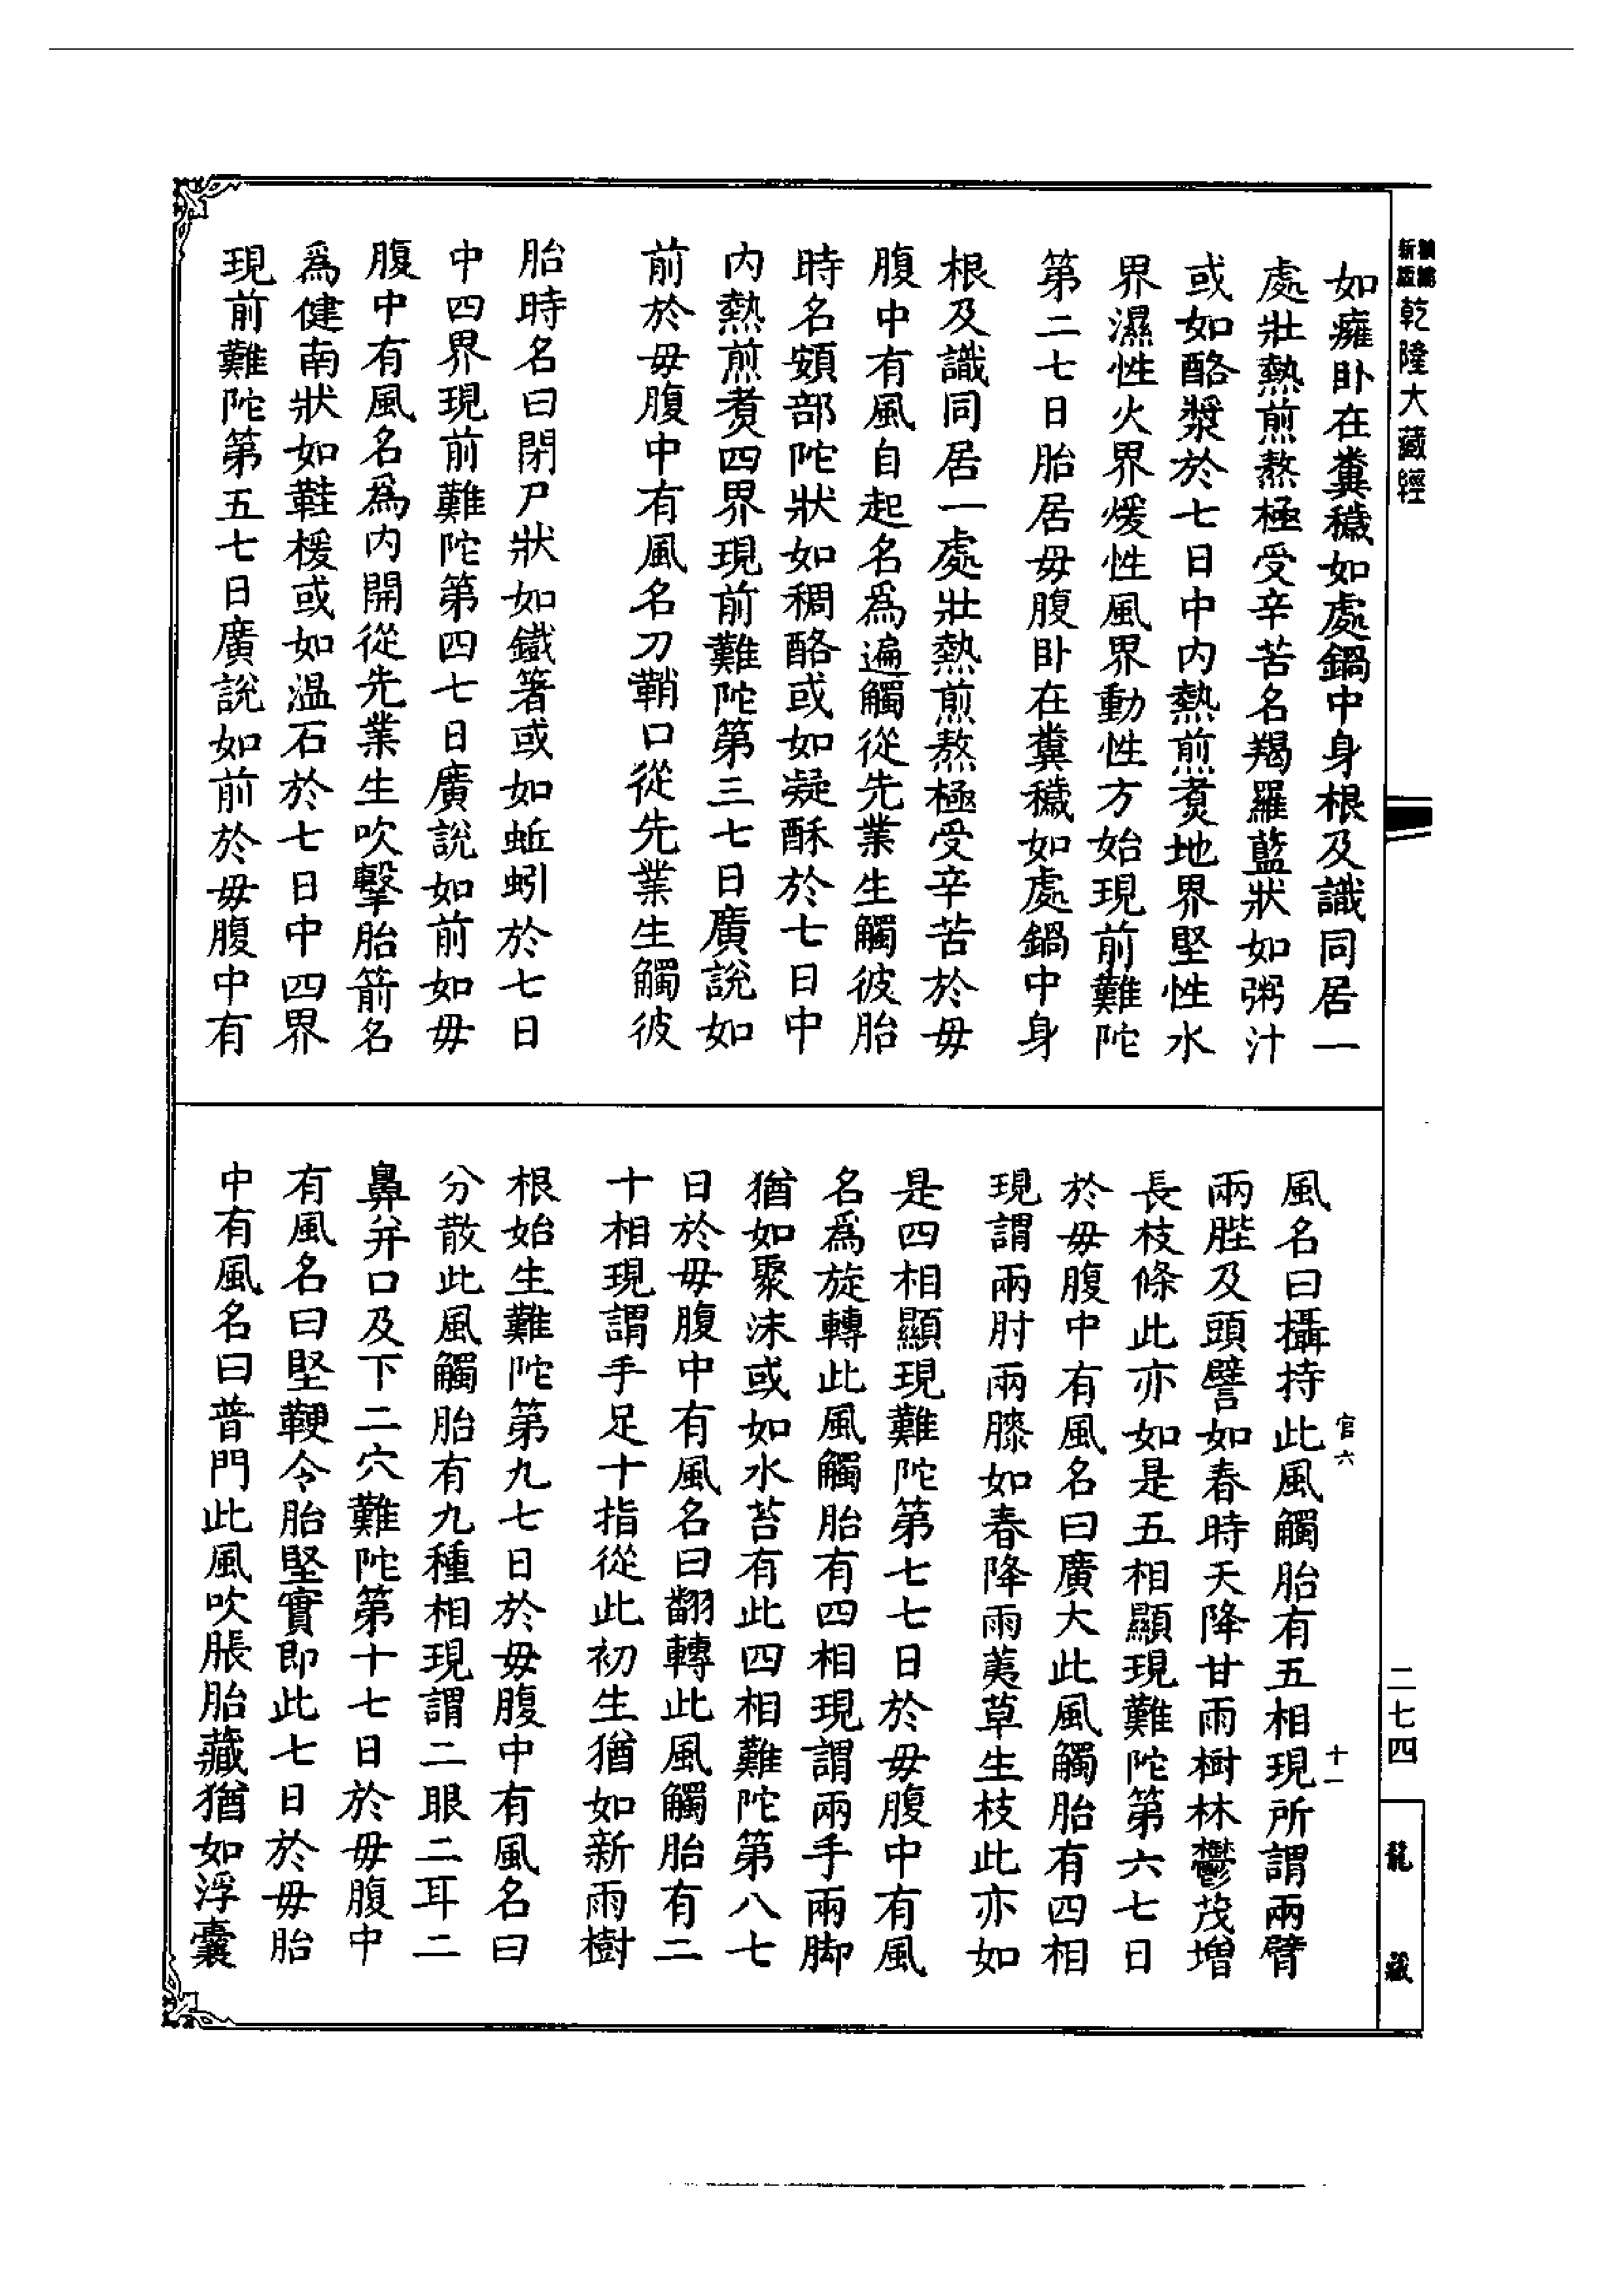 新編縮版乾隆大藏經
如癰卧在糞穢如處鍋中身根及識同居一
處壯熱煎熬極受辛苦名羯羅藍狀如粥汁
或如酪漿於七日中内熱煎煑地界堅性水
界濕性火界煖性風界動性方始現前難陀
第二七日胎居母腹卧在糞穢如處鍋中身
根及識同居一處壯熱煎熬極受辛苦於母
腹中有風自起名爲遍觸從先業生觸彼胎
時名頞部陀狀如稠酪或如凝酥於七日中
内熱煎煑四界現前難陀第三七日廣說如
前於母腹中有風名刀鞘口從先業生觸彼
胎時名曰閉尸狀如鐵箸或如蚯蚓於七日
中四界現前難陀第四七日廣說如前如母
腹中有風名爲内開從先業生吹擊胎箭名
爲健南狀如鞋楥或如温石於七日中四界
現前難陀第五七日廣說如前於母腹中有
風名曰攝持此風觸胎有五相現所謂兩臂
兩䏶及頭譬如春時天降甘雨樹林鬱茂增
長枝條此亦如是五相顯現難陀第六七日
於母腹中有風名曰廣大此風觸胎有四相
現謂兩肘兩膝如春降雨荑草生枝此亦如
是四相顯現難陀第七七日於母腹中有風
名爲旋轉此風觸胎有四相現謂兩手兩脚
猶如聚沫或如水苔有此四相難陀第八七
日於母腹中有風名曰翻轉此風觸胎有二
十相現謂手足十指從此初生猶如新雨樹
根始生難陀第九七日於母腹中有風名曰
分散此風觸胎有九種相現謂二眼二耳二
鼻并口及下二穴難陀第十七日於母腹中
有風名曰堅鞕令胎堅實即此七日於母胎
中有風名曰普門此風吹脹胎藏猶如浮囊
官六
十一
二七四
龍藏